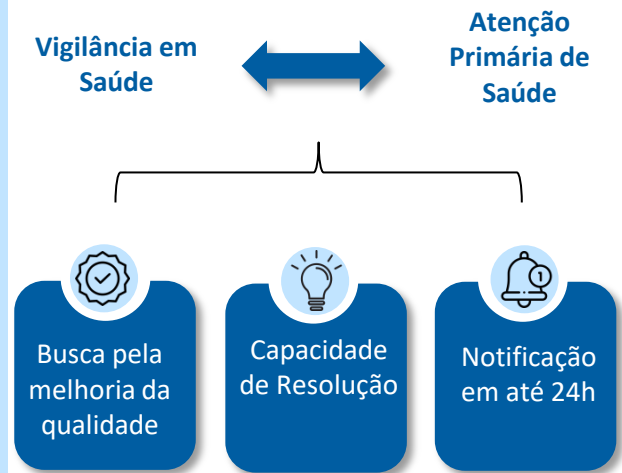 Vigilância em
Saúde
Atenção
Primária de
Saúde
Busca pela
melhoria da
qualidade
Capacidade
de Resolução
1
Notificação
em até 24h